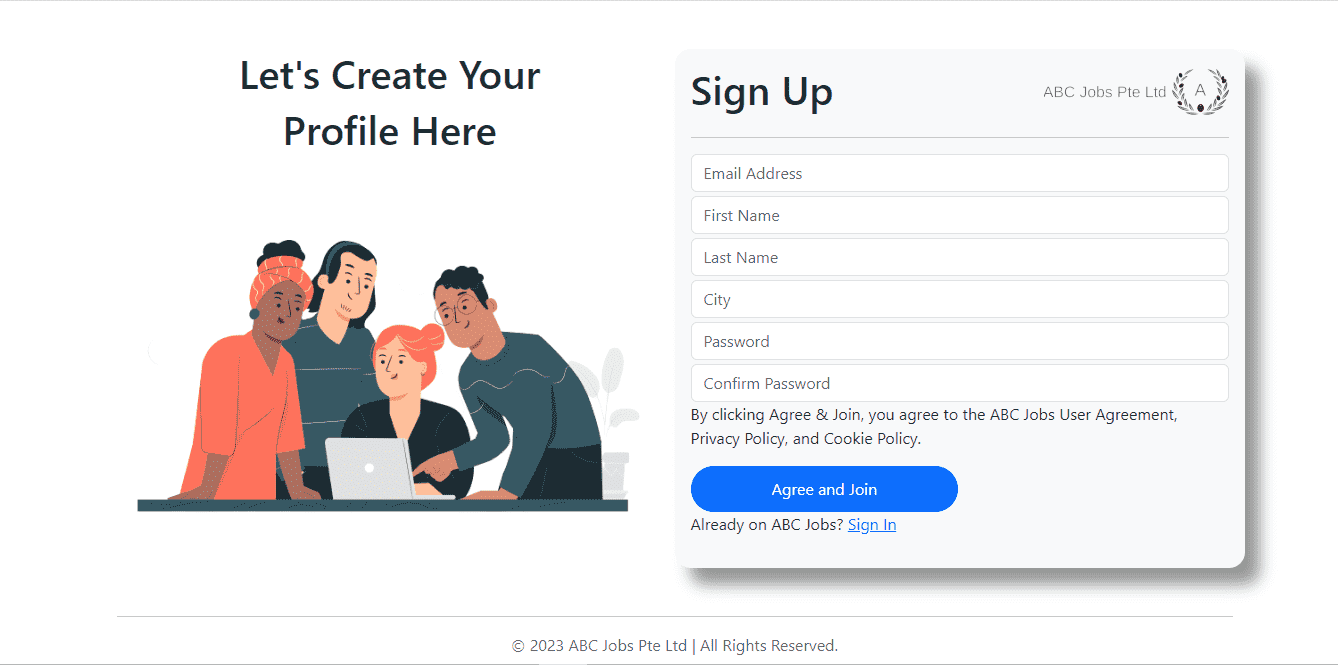 Let's Create Your
Profile Here
Sign Up
ABC Jobs Pte Ltd
A
Email Address
First Name
Last Name
City
Password
Confirm Password
By clicking Agree & Join, you agree to the ABC Jobs User Agreement,
Privacy Policy, and Cookie Policy.
Agree and Join
Already on ABC Jobs? Sign In
© 2023 ABC Jobs Pte Ltd | All Rights Reserved.